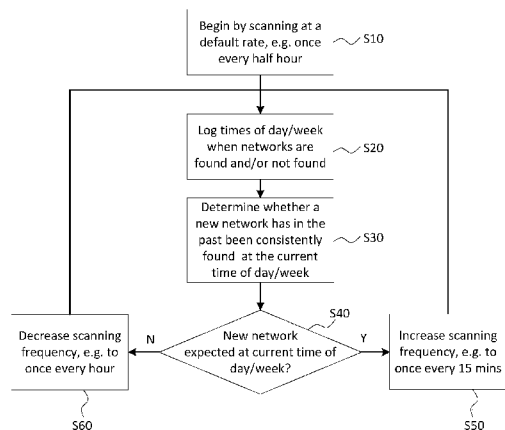 Begin by scanning at a
default rate, e.g. once
every half hour
S10
Log times of day/week
when networks are
found and/or not found
S20
Determine whether a
new network has in the
past been consistently
found at the current
time of day/week
S30
S40
New network
expected at current time of
day/week?
N
Y
Decrease scanning
frequency, e.g. to
once every hour
S60
Increase scanning
frequency, e.g. to
once every 15 mins
S50